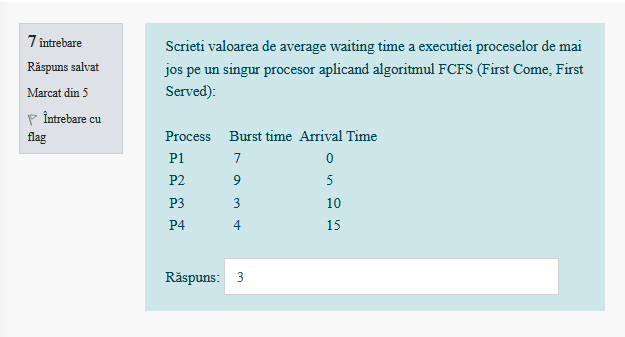 7 întrebare
Răspuns salvat
Marcat din 5
Întrebare cu
flag
Scrieti valoarea de average waiting time a executiei proceselor de mai
jos pe un singur procesor aplicand algoritmul FCFS (First Come, First
Served):
Process Burst time Arrival Time
P1 7 0
P2 9 5
P3 3 10
P4 4 15
Răspuns: 3